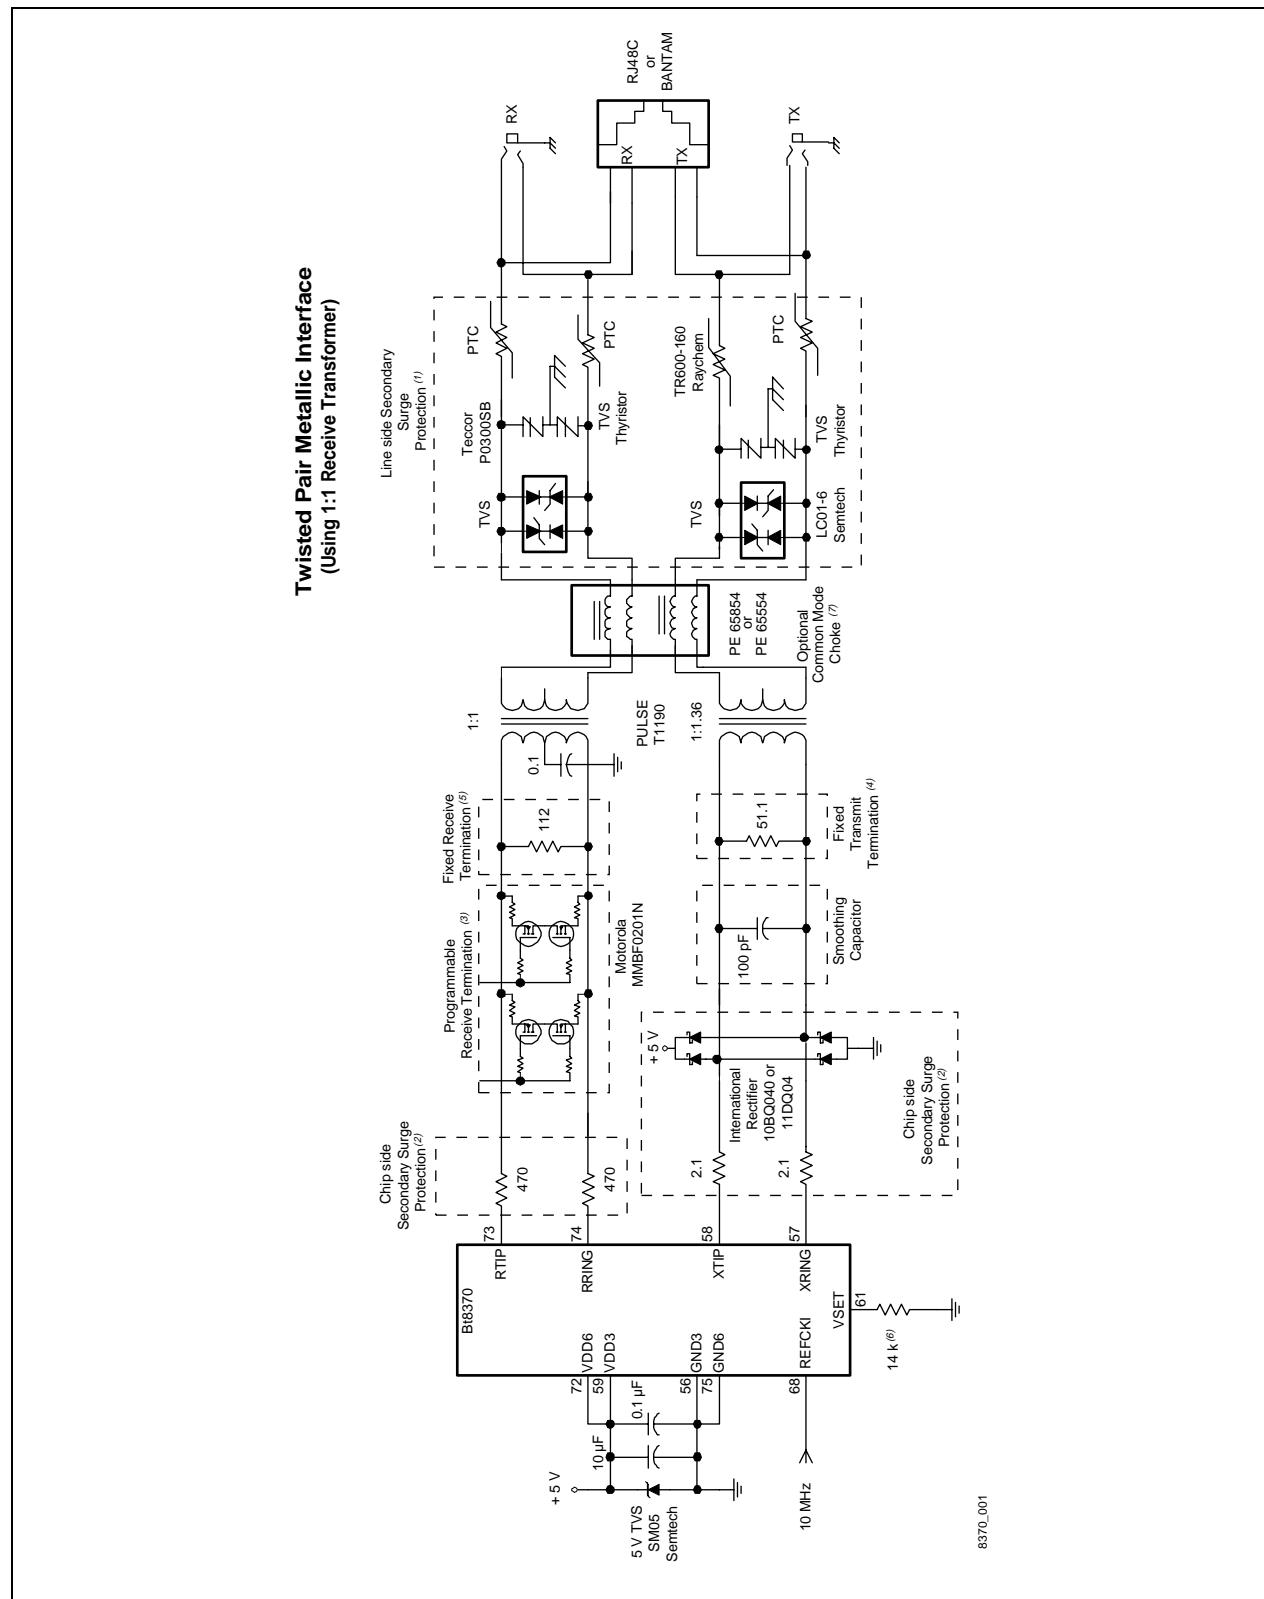 Twisted Pair Metallic Interface
(Using 1:1 Receive Transformer)
RJ48C
or
BANTAM
RX
TX
RX
TX
Line side Secondary
Surge
Protection (1)
PTC
PTC
Teccor
P0300SB
TVS
Thyristor
TVS
TR600-160
Raychem
PTC
TVS
Thyristor
TVS
LC01-6
Semtech
PE 65854
or
PE 65554
Optional
Common Mode
Choke (7)
1:1
PULSE
T1190
1:1.36
0.1
Fixed Receive
Termination (5)
112
51.1
Fixed
Transmit
Termination (4)
Programmable
Receive Termination (3)
Motorola
MMBF0201N
100 pF
Smoothing
Capacitor
+ 5 V
International
Rectifier
10BQ040 or
11DQ04
Chip side
Secondary Surge
Protection (2)
Chip side
Secondary Surge
Protection (2)
470
470
2.1
2.1
73
74
58
57
RTIP
RRING
XTIP
XRING
Bt8370
VSET
61
14 k (6)
VDD6
VDD3
GND3
GND6
REFCKI
72
59
56
75
68
0.1 µF
10 µF
+ 5 V
5 V TVS
SM05
Semtech
10 MHz
8370_001